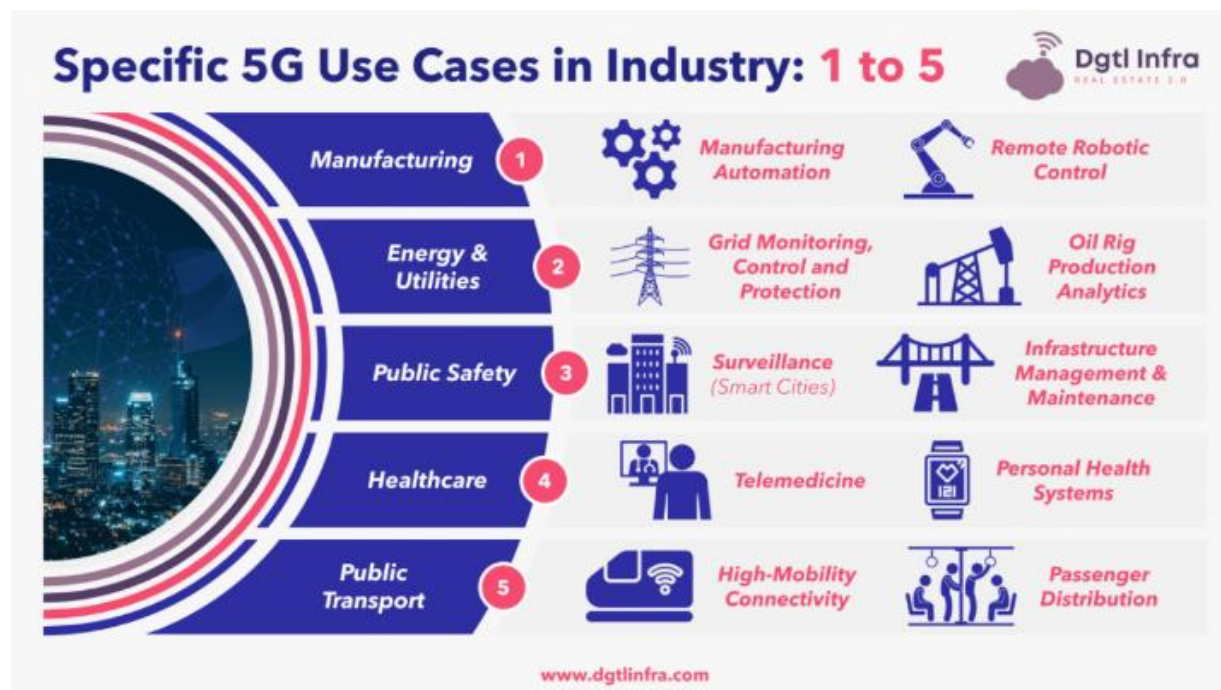 Specific 5G Use Cases in Industry: 1 to 5
Dgtl Infra
REAL ESTATE 2.0
Manufacturing
1
Manufacturing
Automation
Remote Robotic
Control
Energy &
Utilities
2
Grid Monitoring,
Control and
Protection
Oil Rig
Production
Analytics
Public Safety
3
Surveillance
(Smart Cities)
Infrastructure
Management &
Maintenance
Healthcare
4
Telemedicine
121
Personal Health
Systems
Public
Transport
5
High-Mobility
Connectivity
Passenger
Distribution
www.dgtlinfra.com